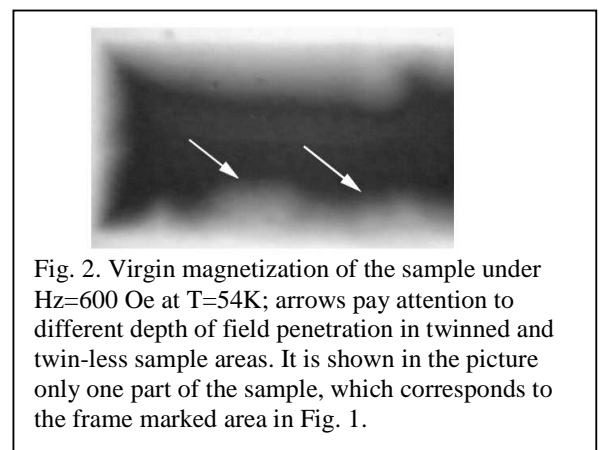 Fig. 2. Virgin magnetization of the sample under
Hz=600 Oe at T=54K; arrows pay attention to
different depth of field penetration in twinned and
twin-less sample areas. It is shown in the picture
only one part of the sample, which corresponds to
the frame marked area in Fig. 1.